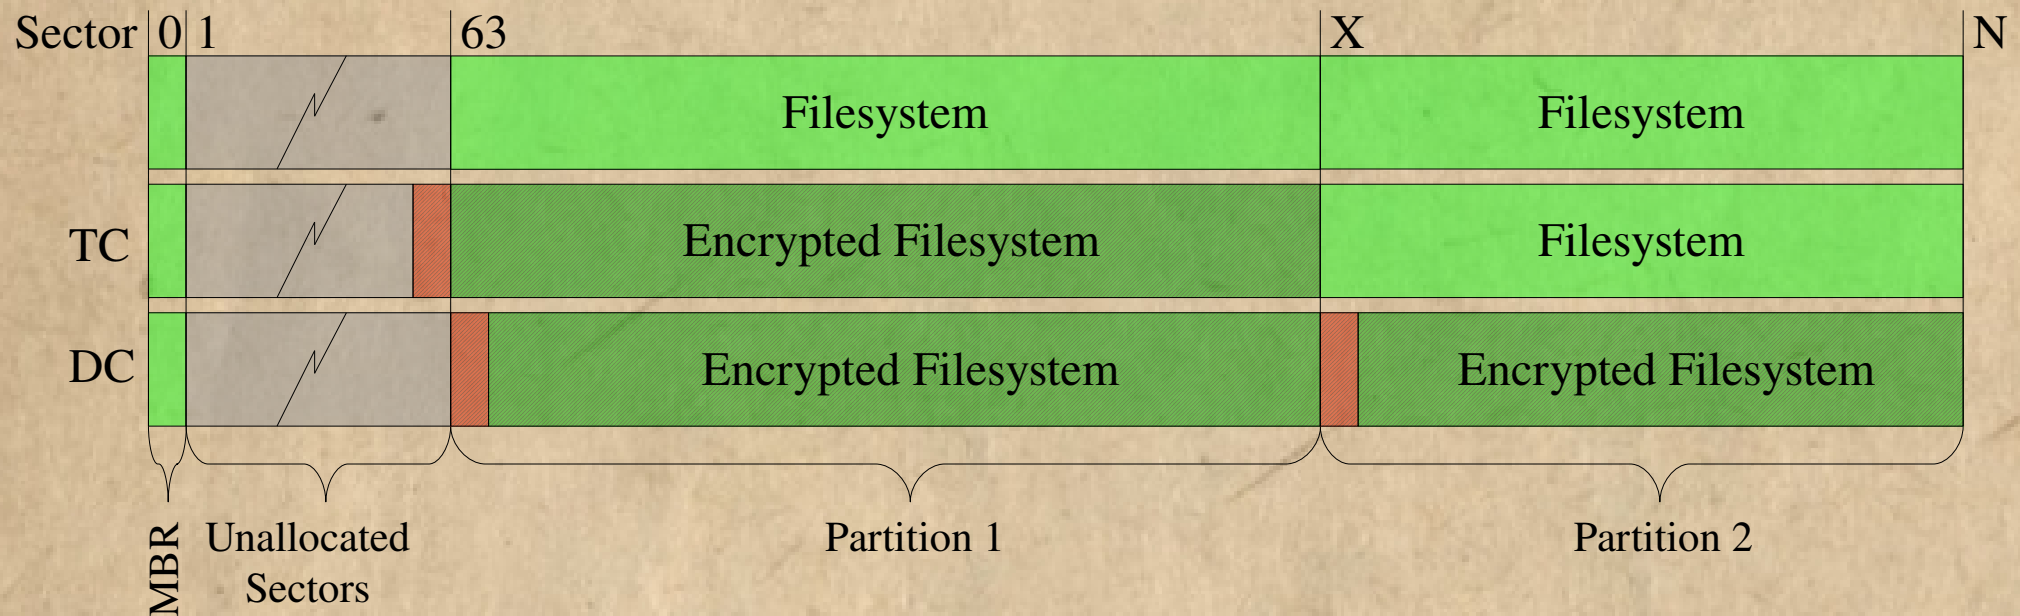 Sector 0 1 63 X N
Filesystem Filesystem
TC Encrypted Filesystem Filesystem
DC Encrypted Filesystem Encrypted Filesystem
MBR
Unallocated Partition 1 Partition 2
Sectors